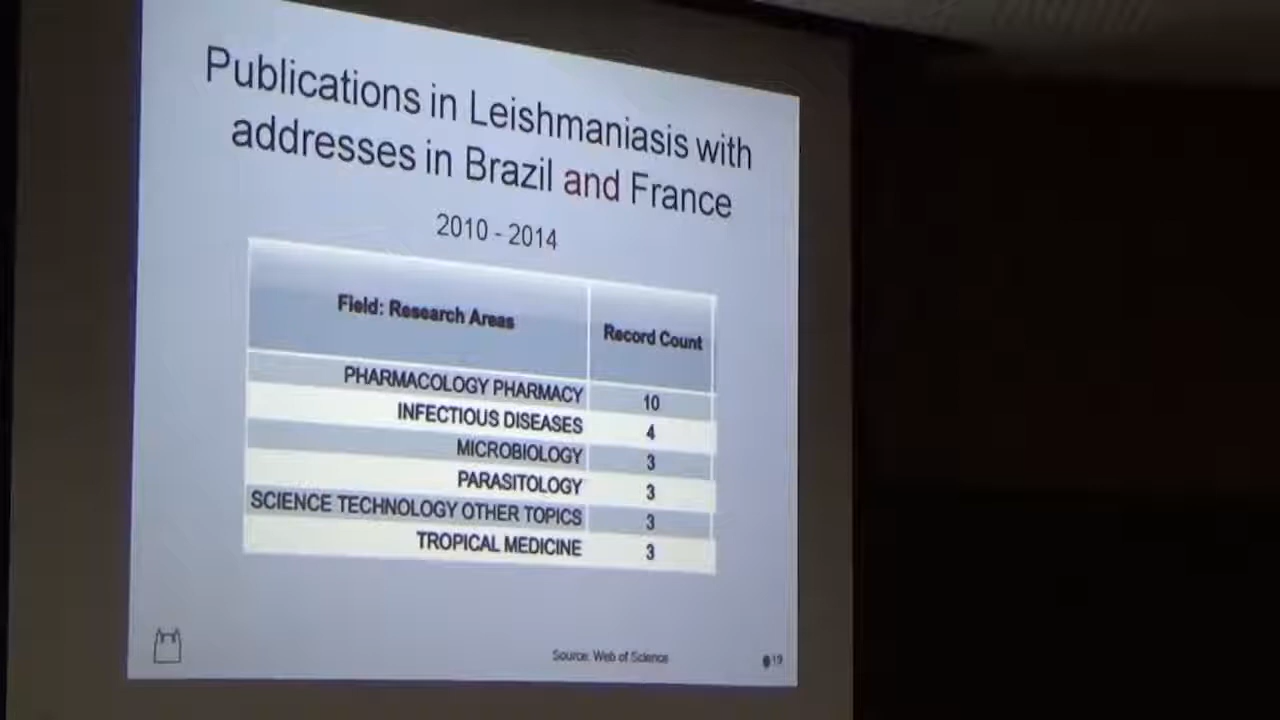 Publications in Leishmaniasis with
addresses in Brazil and France
2010 - 2014
Field: Research Areas Record Count
PHARMACOLOGY PHARMACY 10
INFECTIOUS DISEASES 4
MICROBIOLOGY 3
PARASITOLOGY 3
SCIENCE TECHNOLOGY OTHER TOPICS 3
TROPICAL MEDICINE 3
Source: Web of Science
19